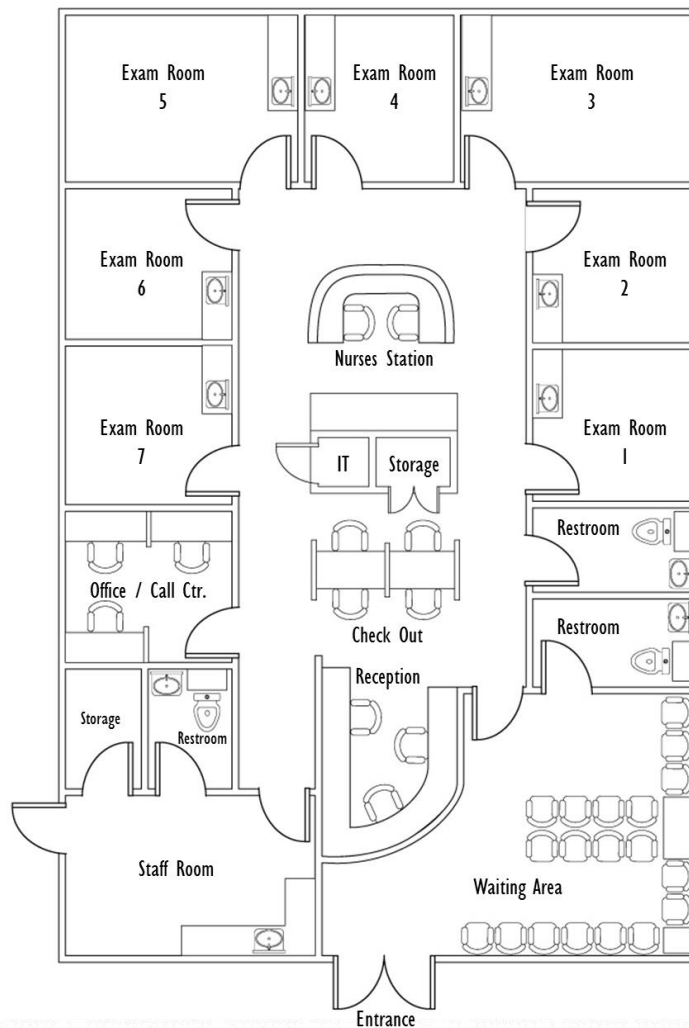 Exam Room
5
Exam Room
4
Exam Room
3
Exam Room
6
Exam Room
2
Nurses Station
Exam Room
7
Exam Room
1
IT
Storage
Restroom
Office / Call Ctr.
Check Out
Restroom
Reception
Storage
Restroom
Staff Room
Waiting Area
Entrance